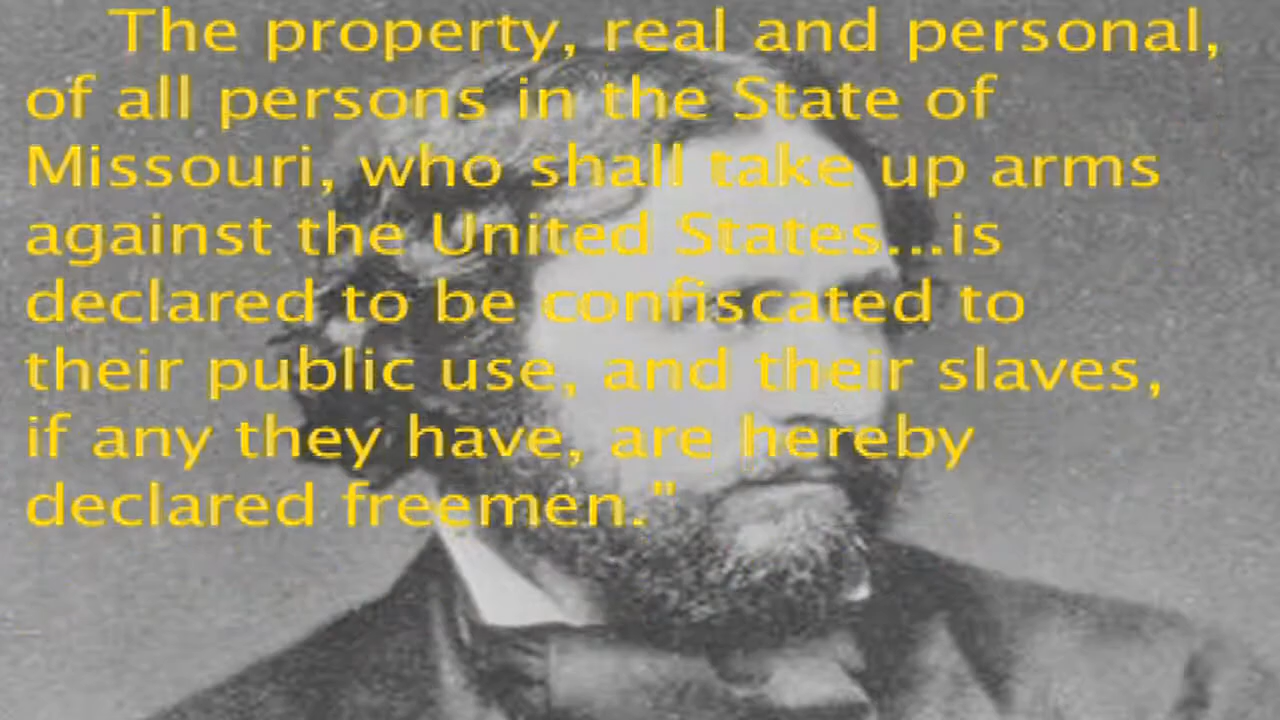 The property, real and personal,
of all persons in the State of
Missouri, who shall take up arms
against the United States...is
declared to be confiscated to
their public use, and their slaves,
if any they have, are hereby
declared freemen."